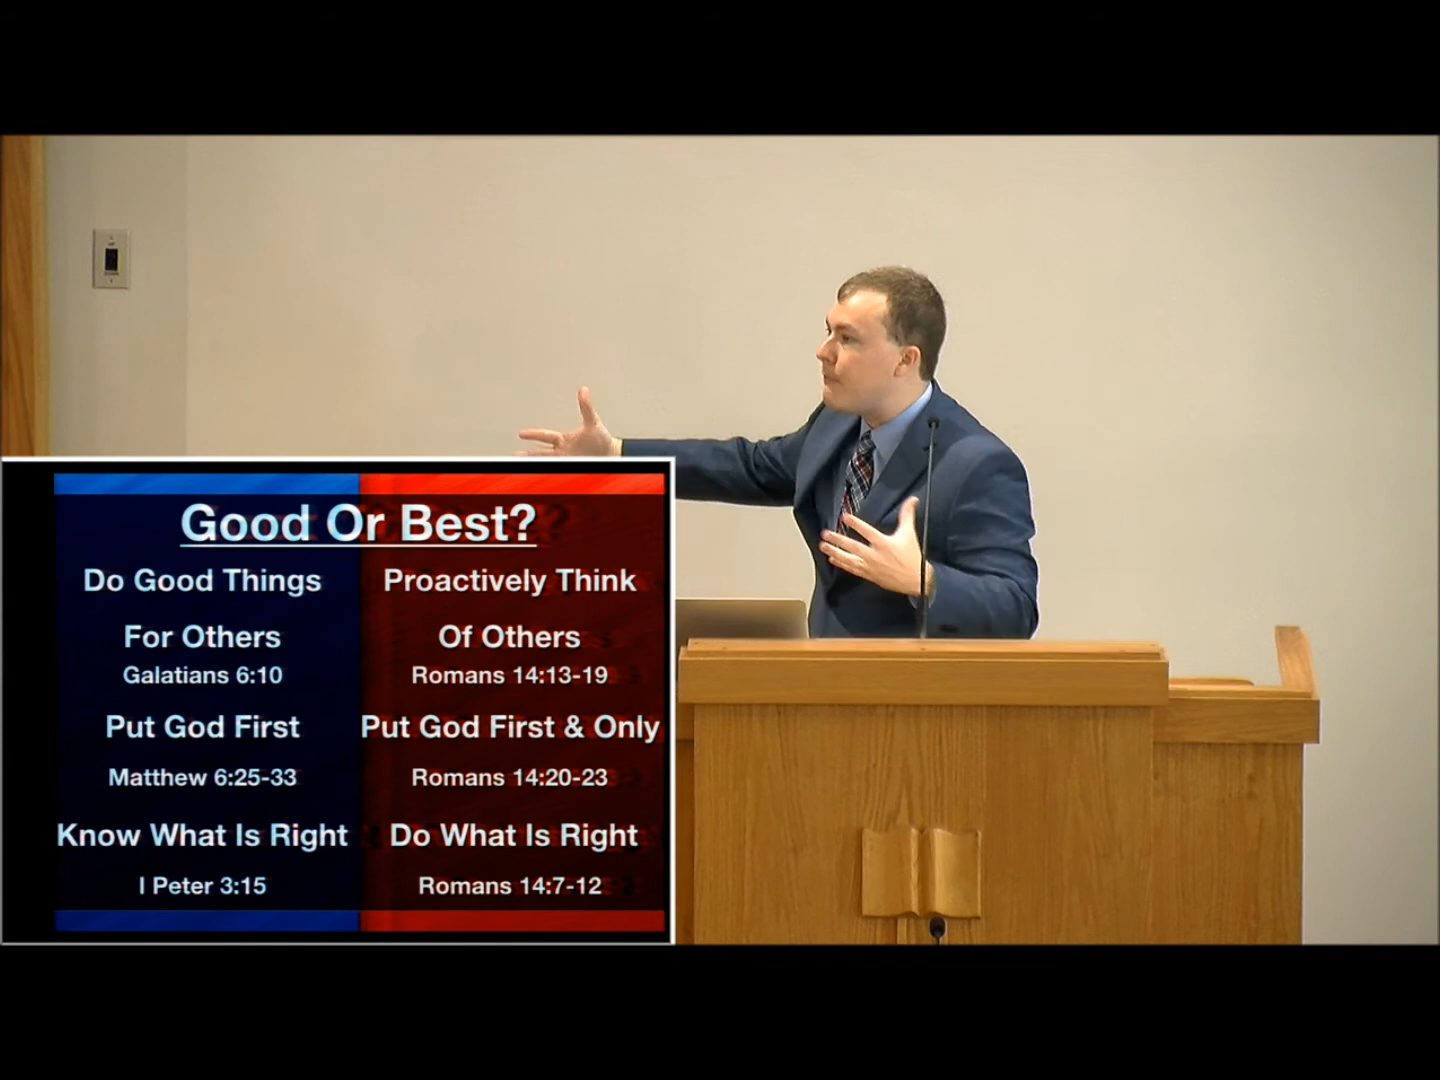 Good Or Best?
Do Good Things
For Others
Galatians 6:10
Put God First
Matthew 6:25-33
Know What Is Right
I Peter 3:15
Proactively Think
Of Others
Romans 14:13-19
Put God First & Only
Romans 14:20-23
Do What Is Right
Romans 14:7-12